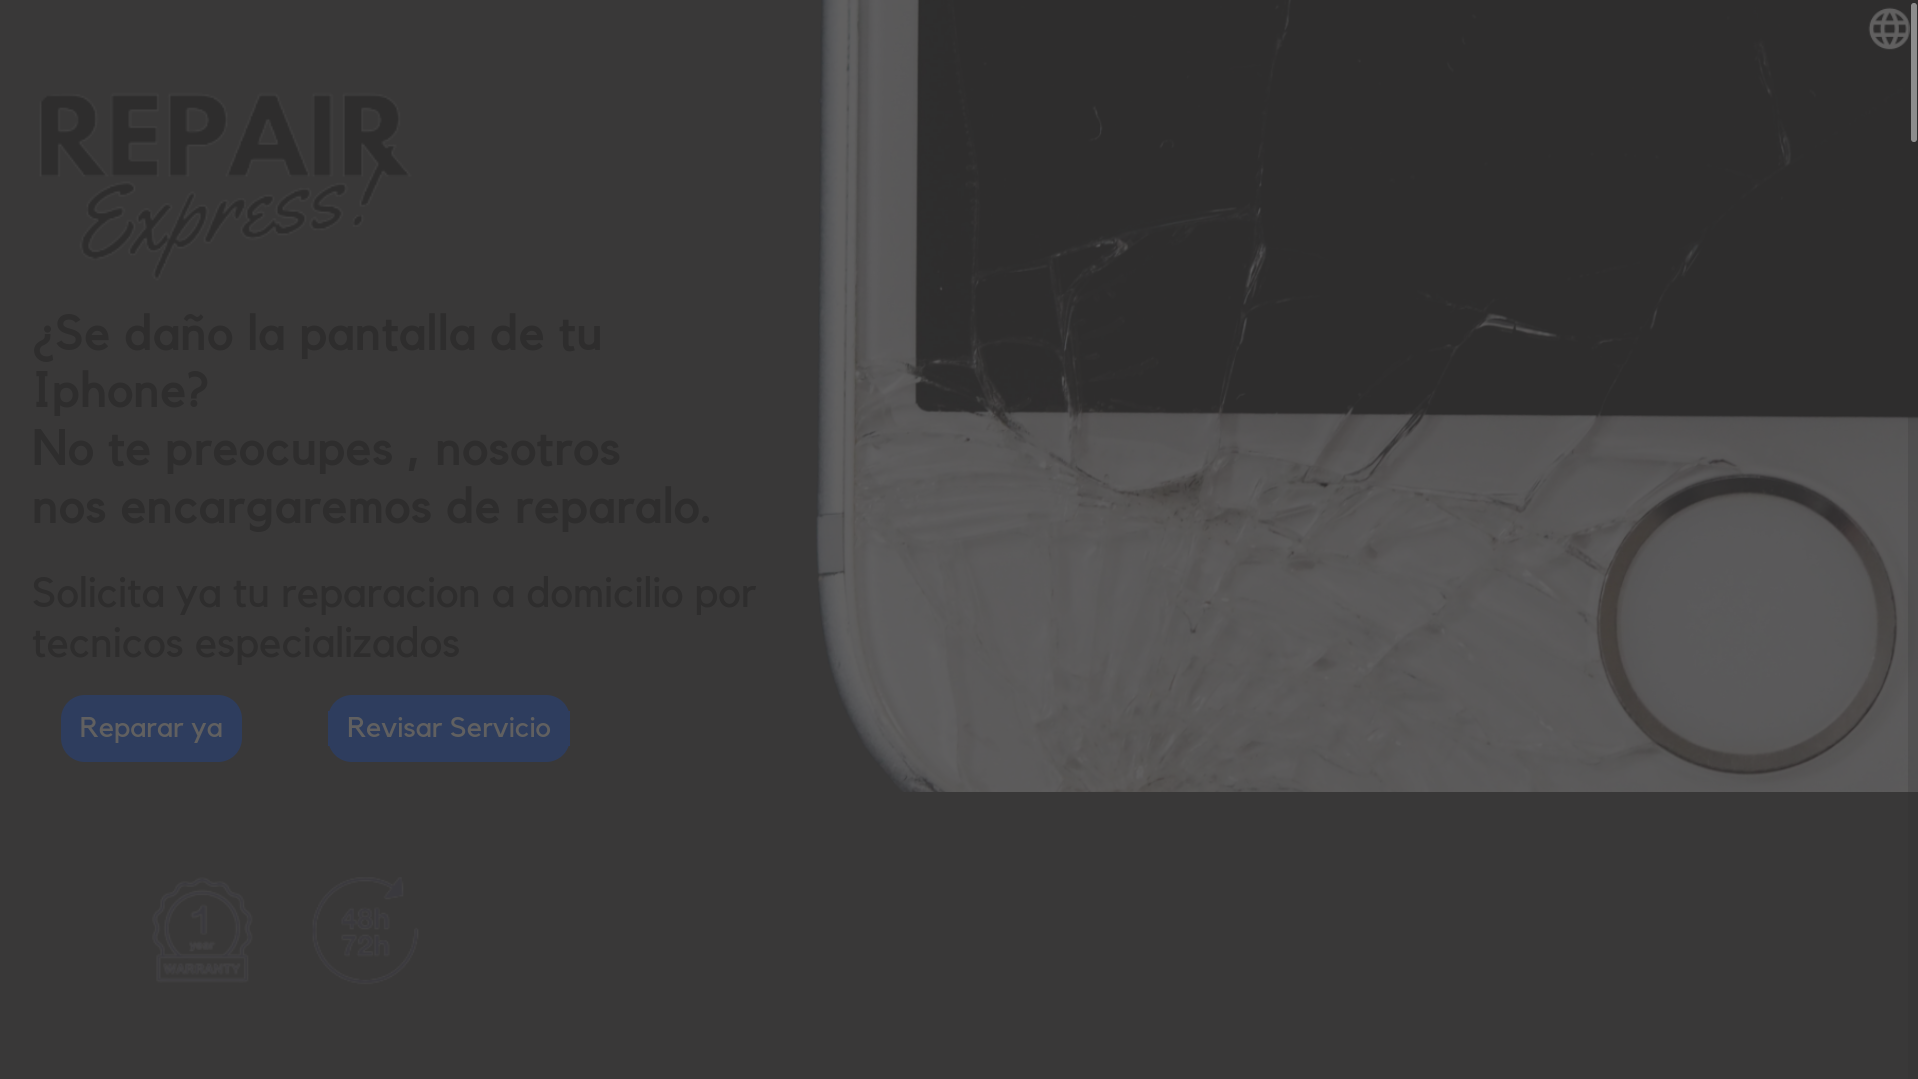 REPAIR
Express!
¿Se daño la pantalla de tu
Iphone?
No te preocupes , nosotros
nos encargaremos de reparalo.
Solicita ya tu reparacion a domicilio por
tecnicos especializados
Reparar ya
Revisar Servicio
1
year
WARRANTY
48h
72h